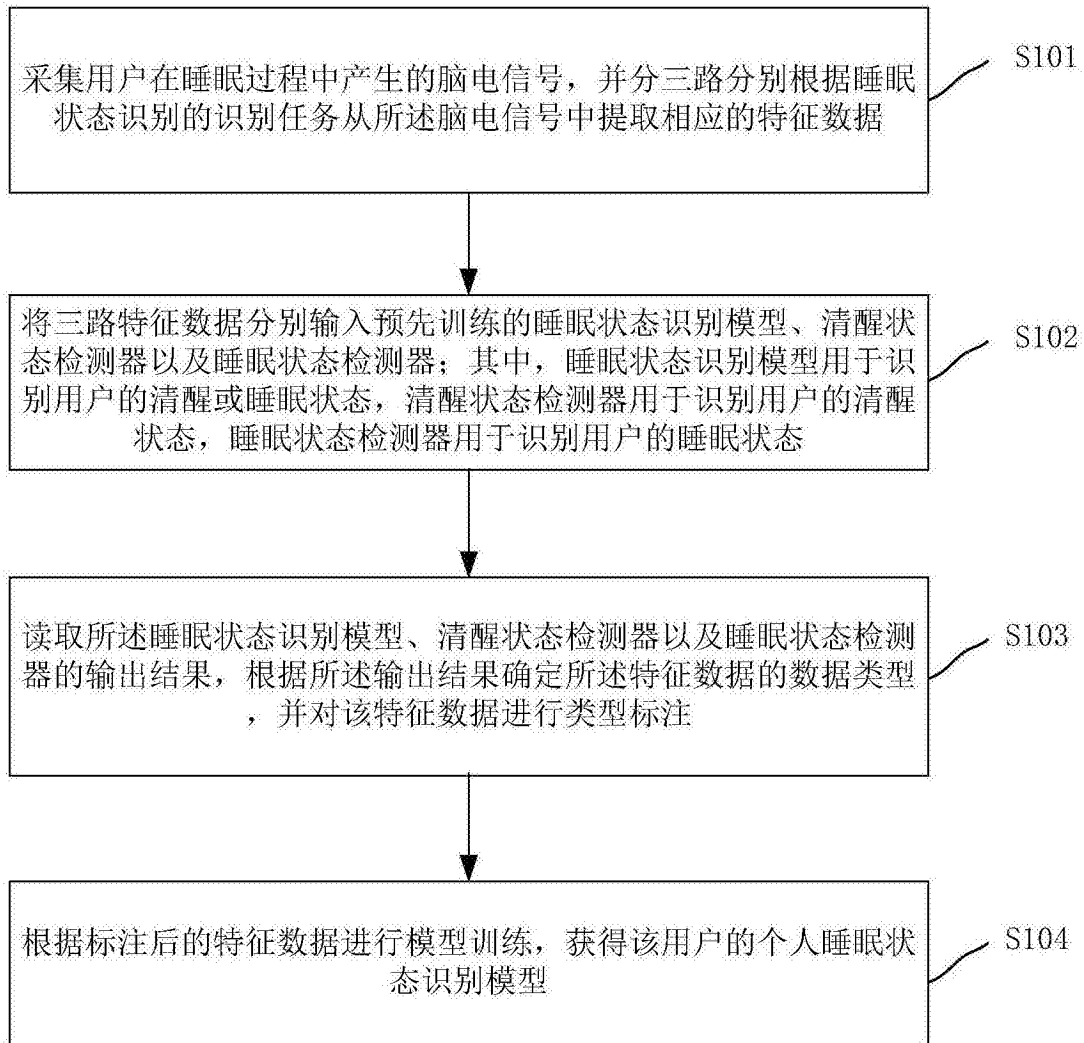 采集用户在睡眠过程中产生的脑电信号，并分三路分别根据睡眠
状态识别的识别任务从所述脑电信号中提取相应的特征数据
S101
将三路特征数据分别输入预先训练的睡眠状态识别模型、清醒状
态检测器以及睡眠状态检测器；其中，睡眠状态识别模型用于识
别用户的清醒或睡眠状态，清醒状态检测器用于识别用户的清醒
状态，睡眠状态检测器用于识别用户的睡眠状态
S102
读取所述睡眠状态识别模型、清醒状态检测器以及睡眠状态检测
器的输出结果，根据所述输出结果确定所述特征数据的数据类型
，并对该特征数据进行类型标注
S103
根据标注后的特征数据进行模型训练，获得该用户的个人睡眠状
态识别模型
S104